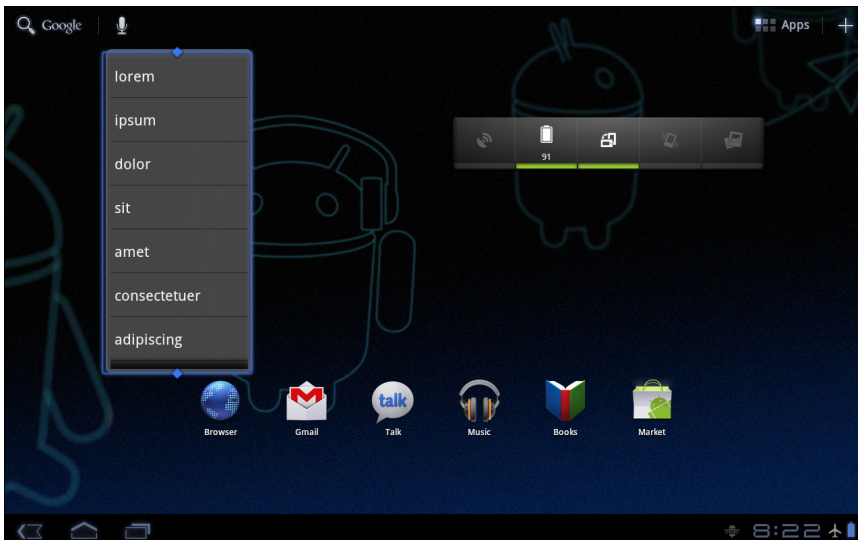 Google
Apps
lorem
ipsum
dolor
sit
amet
consectetuer
adipiscing
91
Browser
Gmail
talk
Talk
Music
Books
Market
8:22